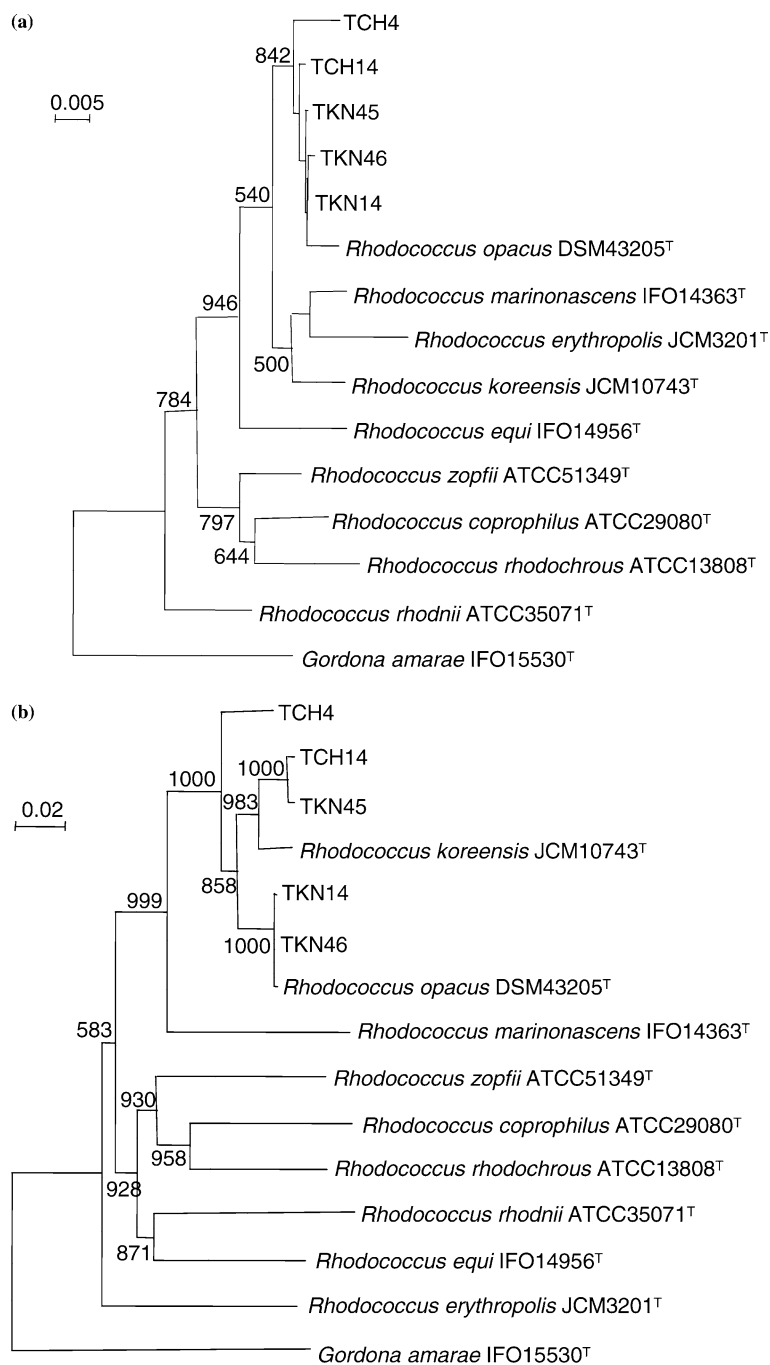 (a)
TCH4
842
TCH14
0.005
TKN45
TKN46
540
TKN14
Rhodococcus opacus DSM43205ᵀ
946
Rhodococcus marinonascens IFO14363ᵀ
Rhodococcus erythropolis JCM3201ᵀ
500
Rhodococcus koreensis JCM10743ᵀ
784
Rhodococcus equi IFO14956ᵀ
Rhodococcus zopfii ATCC51349ᵀ
797
Rhodococcus coprophilus ATCC29080ᵀ
644
Rhodococcus rhodochrous ATCC13808ᵀ
Rhodococcus rhodnii ATCC35071ᵀ
Gordona amarae IFO15530ᵀ
(b)
TCH4
TCH14
1000
1000
983
TKN45
0.02
Rhodococcus koreensis JCM10743ᵀ
858
TKN14
999
1000
TKN46
Rhodococcus opacus DSM43205ᵀ
583
Rhodococcus marinonascens IFO14363ᵀ
Rhodococcus zopfii ATCC51349ᵀ
930
Rhodococcus coprophilus ATCC29080ᵀ
958
Rhodococcus rhodochrous ATCC13808ᵀ
928
Rhodococcus rhodnii ATCC35071ᵀ
871
Rhodococcus equi IFO14956ᵀ
Rhodococcus erythropolis JCM3201ᵀ
Gordona amarae IFO15530ᵀ